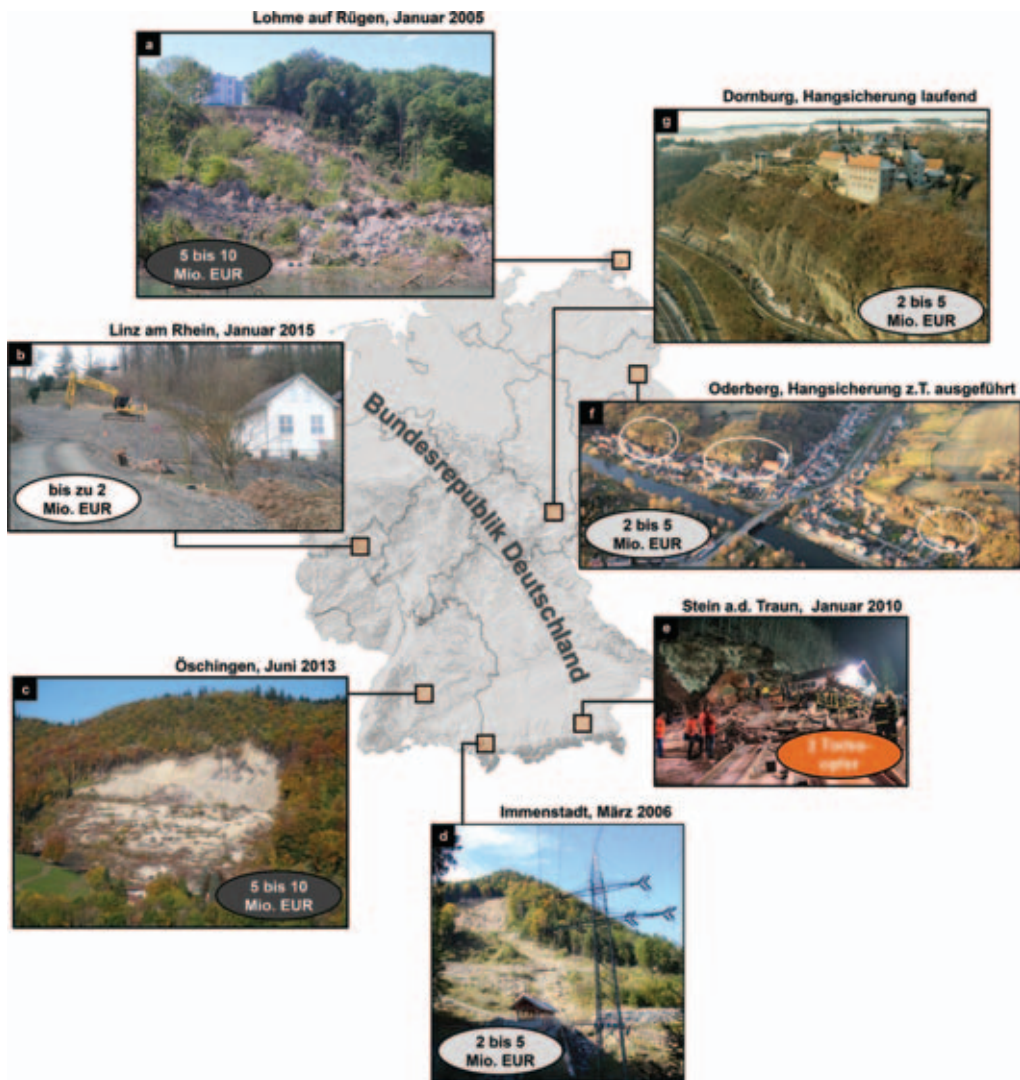 Lohme auf Rügen, Januar 2005
a
5 bis 10
Mio. EUR
Dornburg, Hangsicherung laufend
g
2 bis 5
Mio. EUR
Linz am Rhein, Januar 2015
b
bis zu 2
Mio. EUR
Oderberg, Hangsicherung z.T. ausgeführt
f
2 bis 5
Mio. EUR
Bundesrepublik Deutschland
Stein a.d. Traun, Januar 2010
e
Öschingen, Juni 2013
c
5 bis 10
Mio. EUR
Immenstadt, März 2006
d
2 bis 5
Mio. EUR